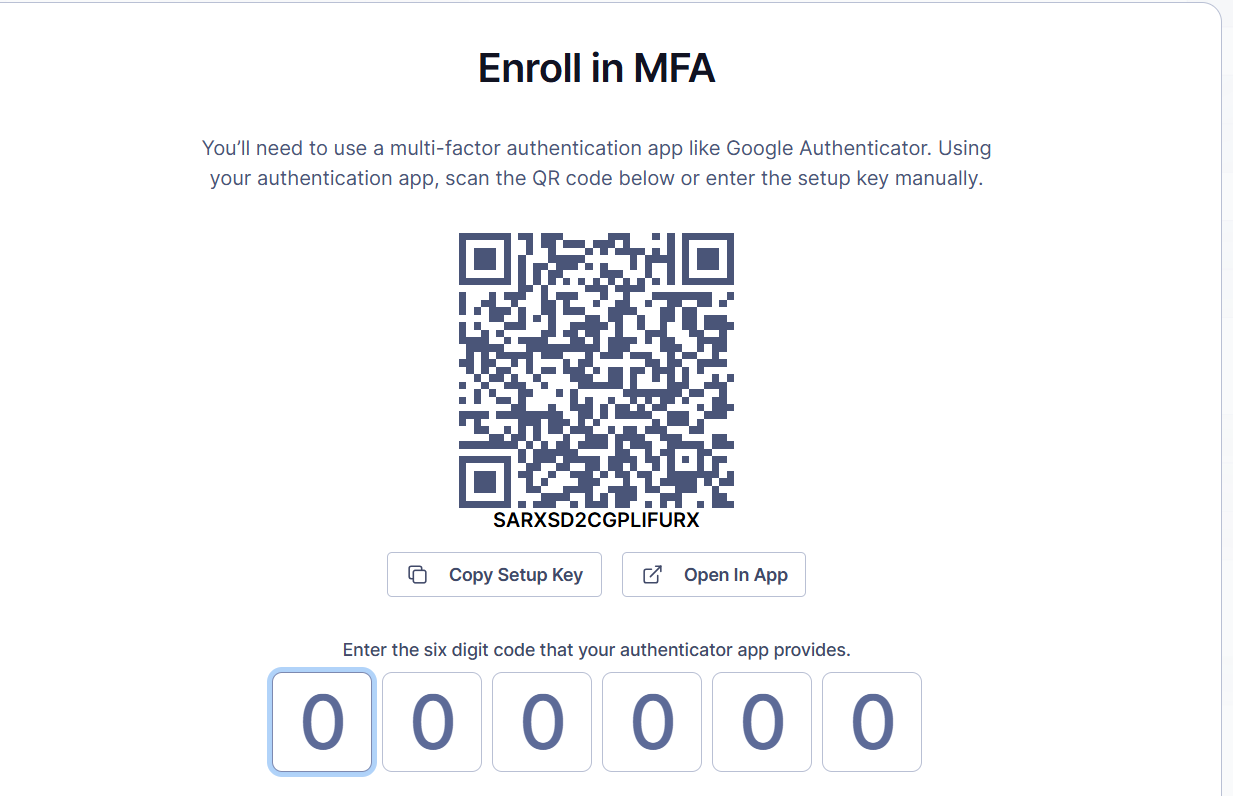 Enroll in MFA
You’ll need to use a multi-factor authentication app like Google Authenticator. Using
your authentication app, scan the QR code below or enter the setup key manually.
SARXSD2CGPLIFURX
Copy Setup Key
Open In App
Enter the six digit code that your authenticator app provides.
0 0 0 0 0 0